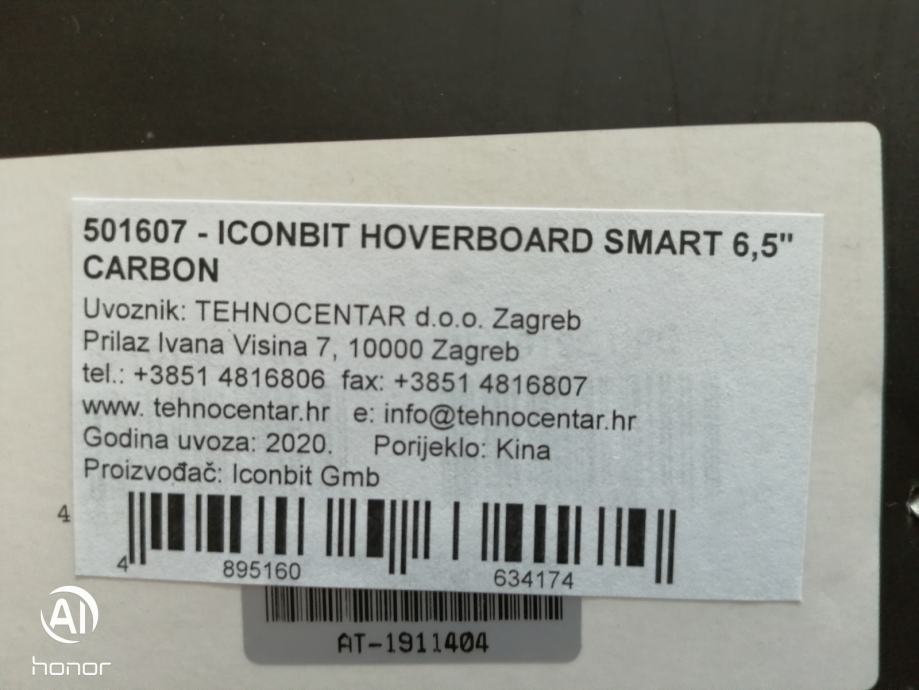 501607 - ICONBIT HOVERBOARD SMART 6,5"
CARBON
Uvoznik: TEHNOCENTAR d.o.o. Zagreb
Prilaz Ivana Visina 7, 10000 Zagreb
tel.: +3851 4816806 fax: +3851 4816807
www. tehnocentar.hr e: info@tehnocentar.hr
Godina uvoza: 2020. Porijeklo: Kina
Proizvođač: Iconbit Gmb
4
4 895160 634174
AT-1911404
AI
honor